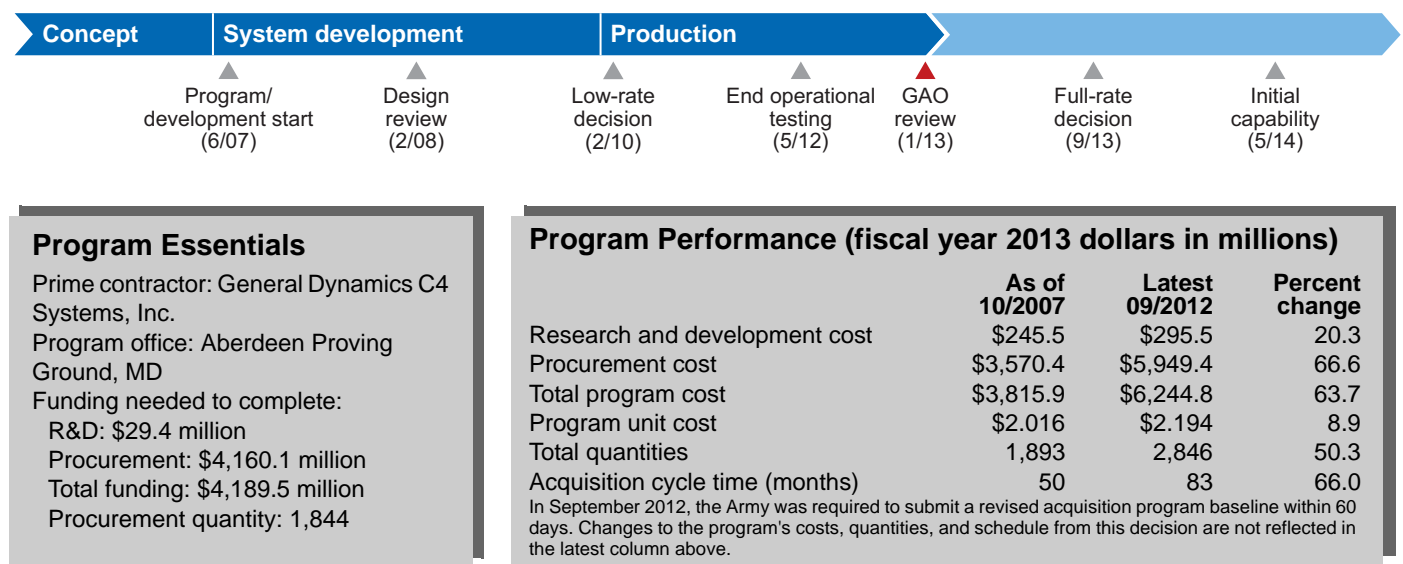 Concept
System development
Production
Program/
development start
(6/07)
Design
review
(2/08)
Low-rate
decision
(2/10)
End operational
testing
(5/12)
GAO
review
(1/13)
Full-rate
decision
(9/13)
Initial
capability
(5/14)
Program Essentials
Prime contractor: General Dynamics C4
Systems, Inc.
Program office: Aberdeen Proving
Ground, MD
Funding needed to complete:
R&D: $29.4 million
Procurement: $4,160.1 million
Total funding: $4,189.5 million
Procurement quantity: 1,844
Program Performance (fiscal year 2013 dollars in millions)
As of Latest Percent
10/2007 09/2012 change
Research and development cost $245.5 $295.5 20.3
Procurement cost $3,570.4 $5,949.4 66.6
Total program cost $3,815.9 $6,244.8 63.7
Program unit cost $2.016 $2.194 8.9
Total quantities 1,893 2,846 50.3
Acquisition cycle time (months) 50 83 66.0
In September 2012, the Army was required to submit a revised acquisition program baseline within 60
days. Changes to the program's costs, quantities, and schedule from this decision are not reflected in
the latest column above.